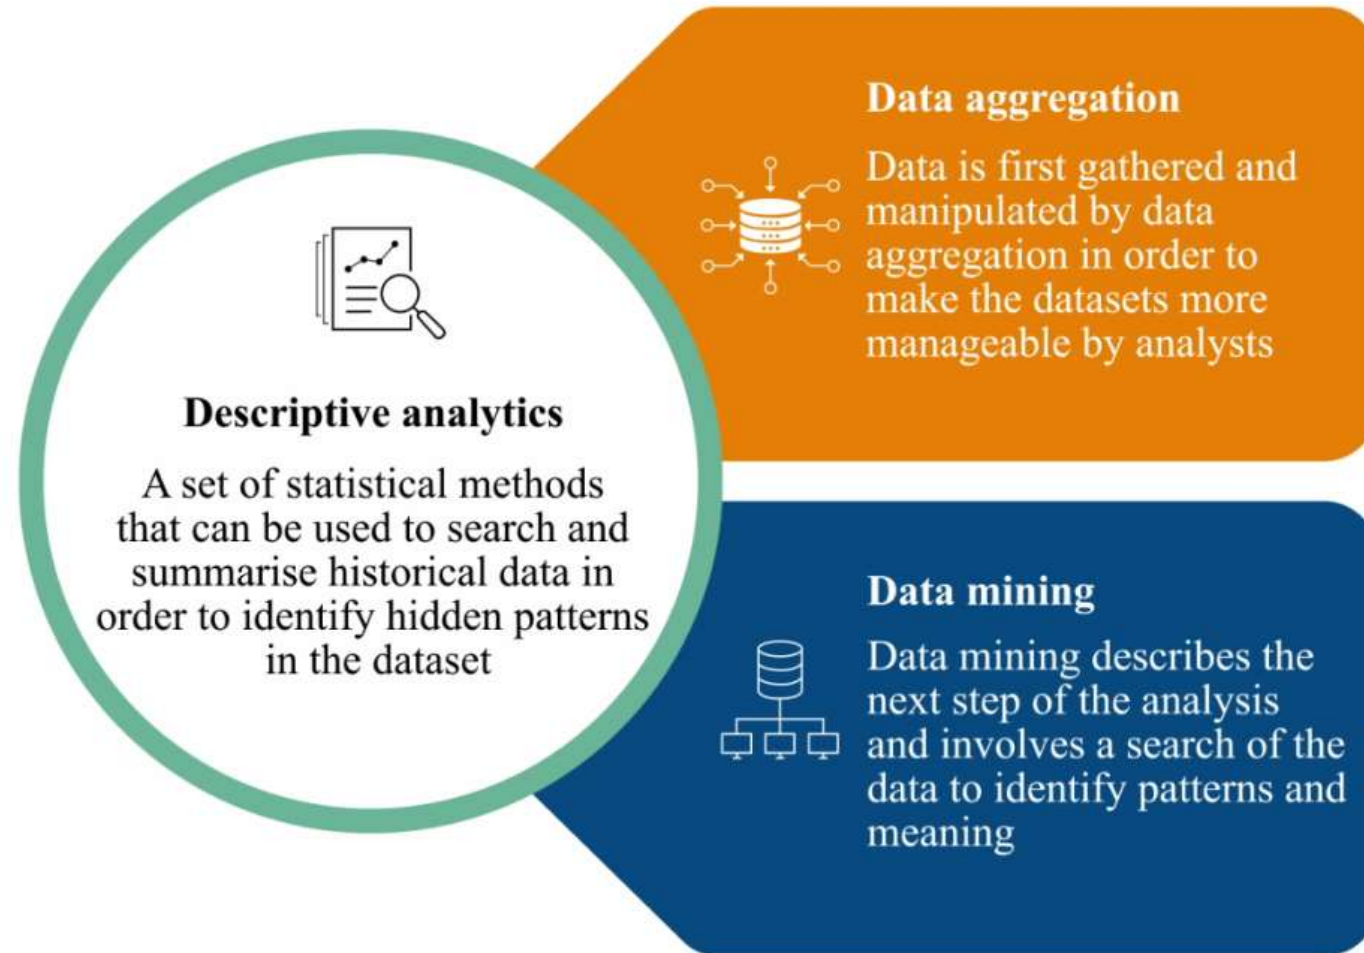 Descriptive analytics
A set of statistical methods
that can be used to search and
summarise historical data in
order to identify hidden patterns
in the dataset
Data aggregation
Data is first gathered and
manipulated by data
aggregation in order to
make the datasets more
manageable by analysts
Data mining
Data mining describes the
next step of the analysis
and involves a search of the
data to identify patterns and
meaning